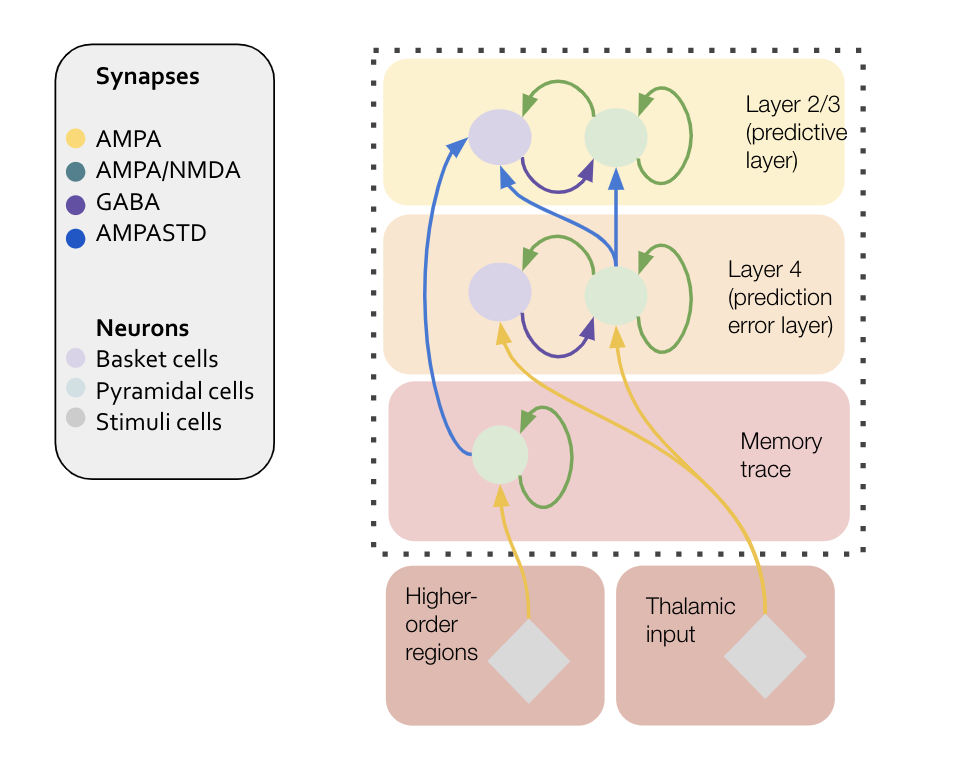 Synapses
AMPA
AMPA/NMDA
GABA
AMPASTD
Neurons
Basket cells
Pyramidal cells
Stimuli cells
Layer 2/3
(predictive
layer)
Layer 4
(prediction
error layer)
Memory
trace
Higher-
order
regions
Thalamic
input